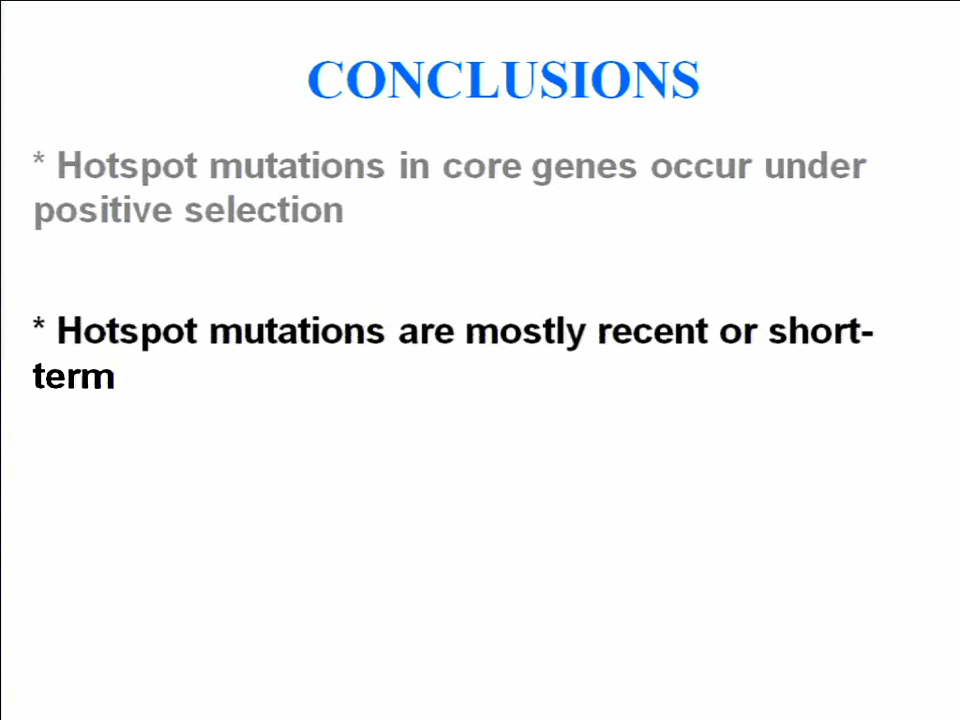 CONCLUSIONS
* Hotspot mutations in core genes occur under
positive selection
* Hotspot mutations are mostly recent or short-
term